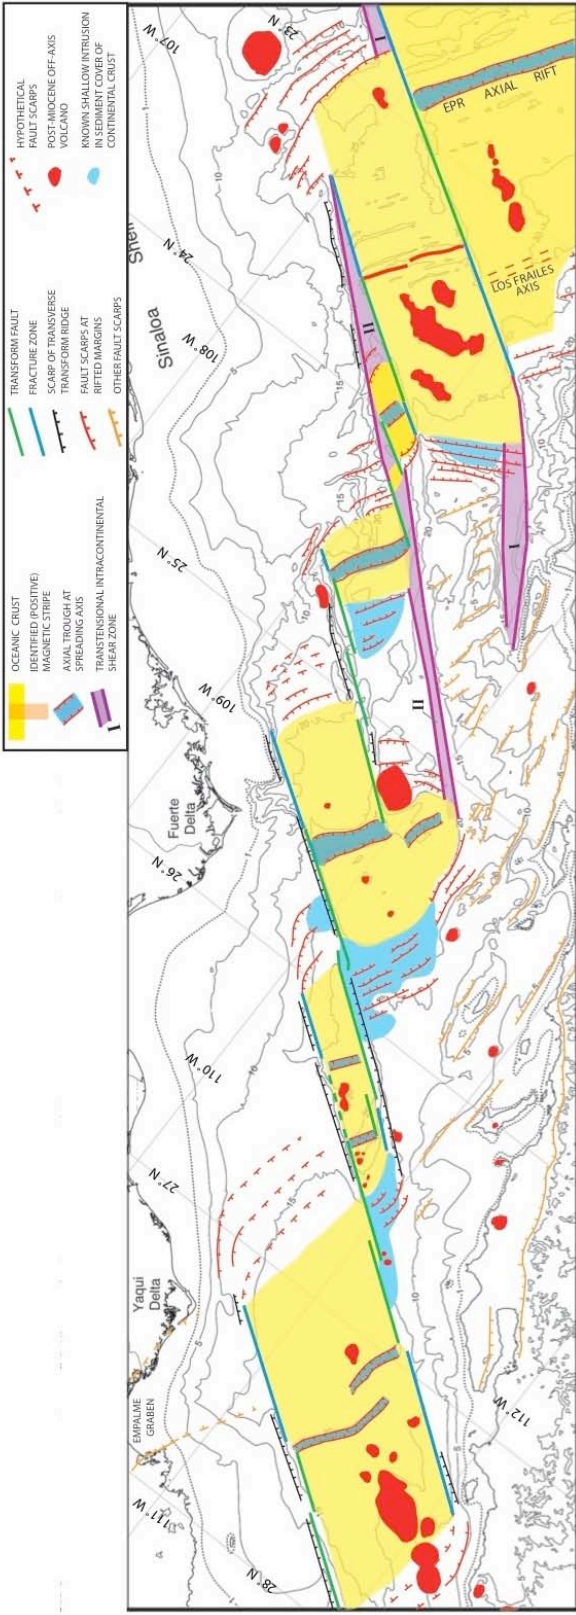 OCEANIC CRUST
IDENTIFIED (POSITIVE)
MAGNETIC STRIPE
AXIAL TROUGH AT
SPREADING AXIS
TRANSTENSIONAL INTRACONTINENTAL
SHEAR ZONE
I
TRANSFORM FAULT
FRACTURE ZONE
SCARP OF TRANSVERSE
TRANSFORM RIDGE
FAULT SCARPS AT
RIFTED MARGINS
OTHER FAULT SCARPS
HYPOTHETICAL
FAULT SCARPS
POST-MIOCENE OFF-AXIS
VOLCANO
KNOWN SHALLOW INTRUSION
IN SEDIMENT COVER OF
CONTINENTAL CRUST
EMPALME
GRABEN
Yaqui
Delta
Fuerte
Delta
Sinaloa
Shelf
111°W
28°N
27°N
110°W
26°N
109°W
25°N
108°W
24°N
107°W
23°N
112°W
EPR AXIAL RIFT
LOS FRAILES
AXIS
I
I
II
II